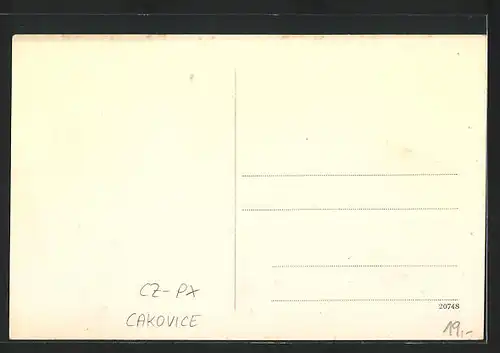 CZ-PX
CAKOVICE
20748
19,-